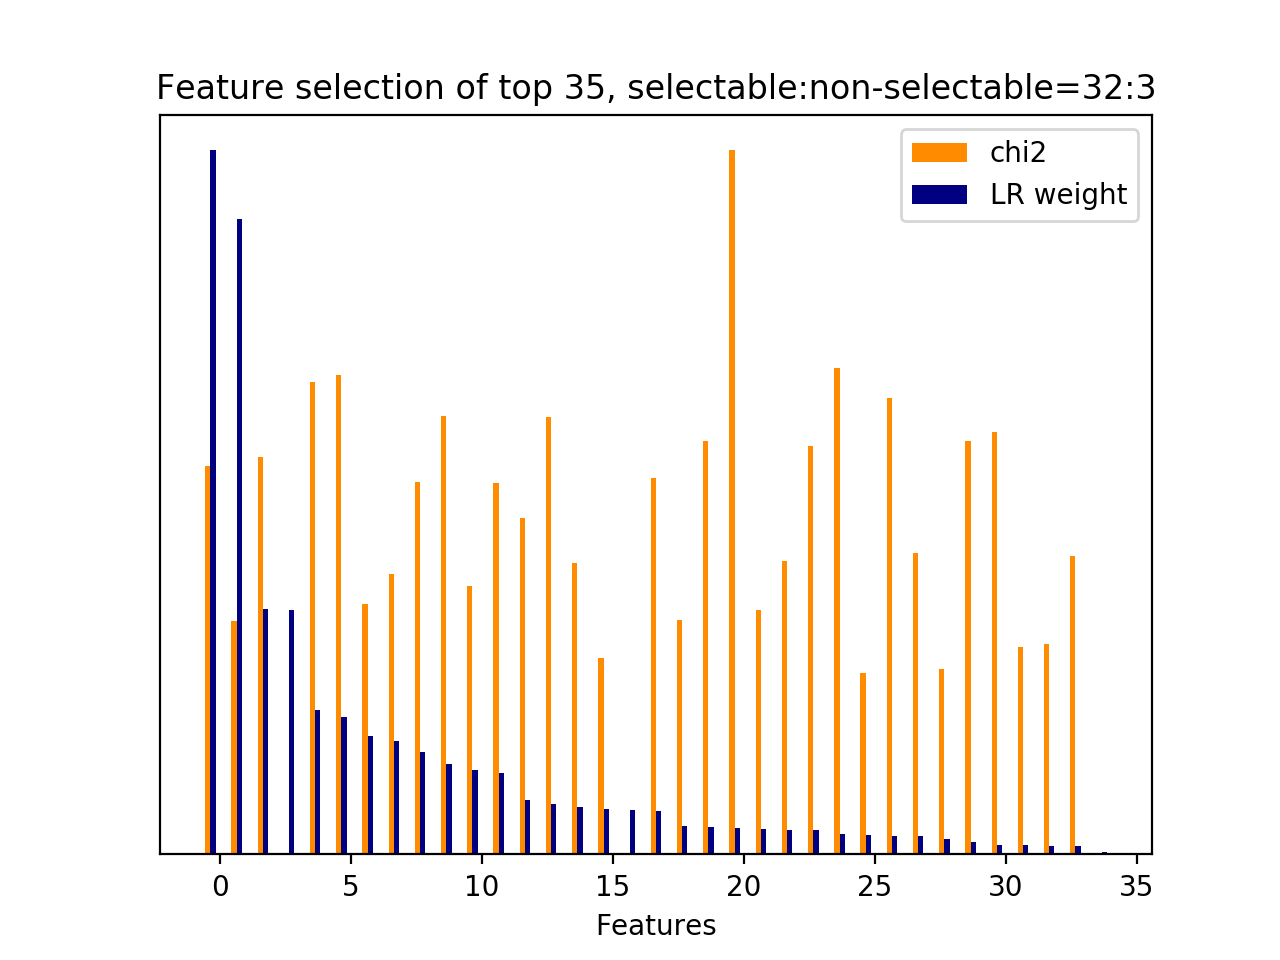 Feature selection of top 35, selectable:non-selectable=32:3
chi2
LR weight
0 5 10 15 20 25 30 35
Features